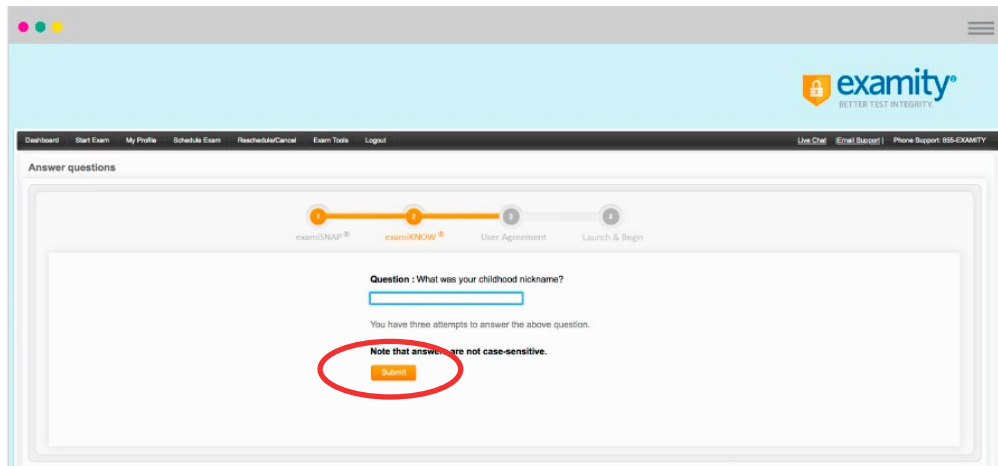 examity®
BETTER TEST INTEGRITY.
Dashboard Start Exam My Profile Schedule Exam Reschedule/Cancel Exam Tools Logout Live Chat |Email Support| Phone Support: 855-EXAMITY
Answer questions
1 2 3 4
examiSNAP ® examiKNOW ® User Agreement Launch & Begin
Question : What was your childhood nickname?
You have three attempts to answer the above question.
Note that answers are not case-sensitive.
Submit